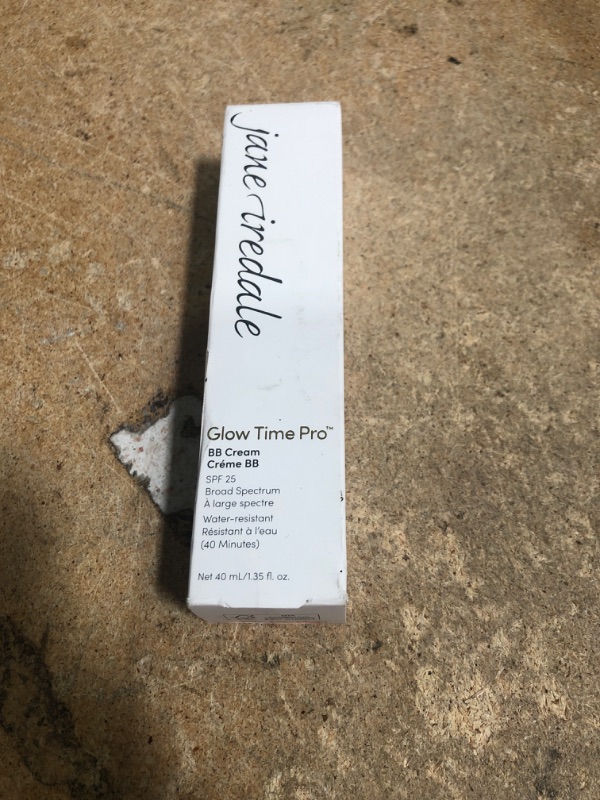 jane iredale
Glow Time Pro™
BB Cream
Créme BB
SPF 25
Broad Spectrum
À large spectre
Water-resistant
Résistant à l'eau
(40 Minutes)
Net 40 mL/1.35 fl. oz.